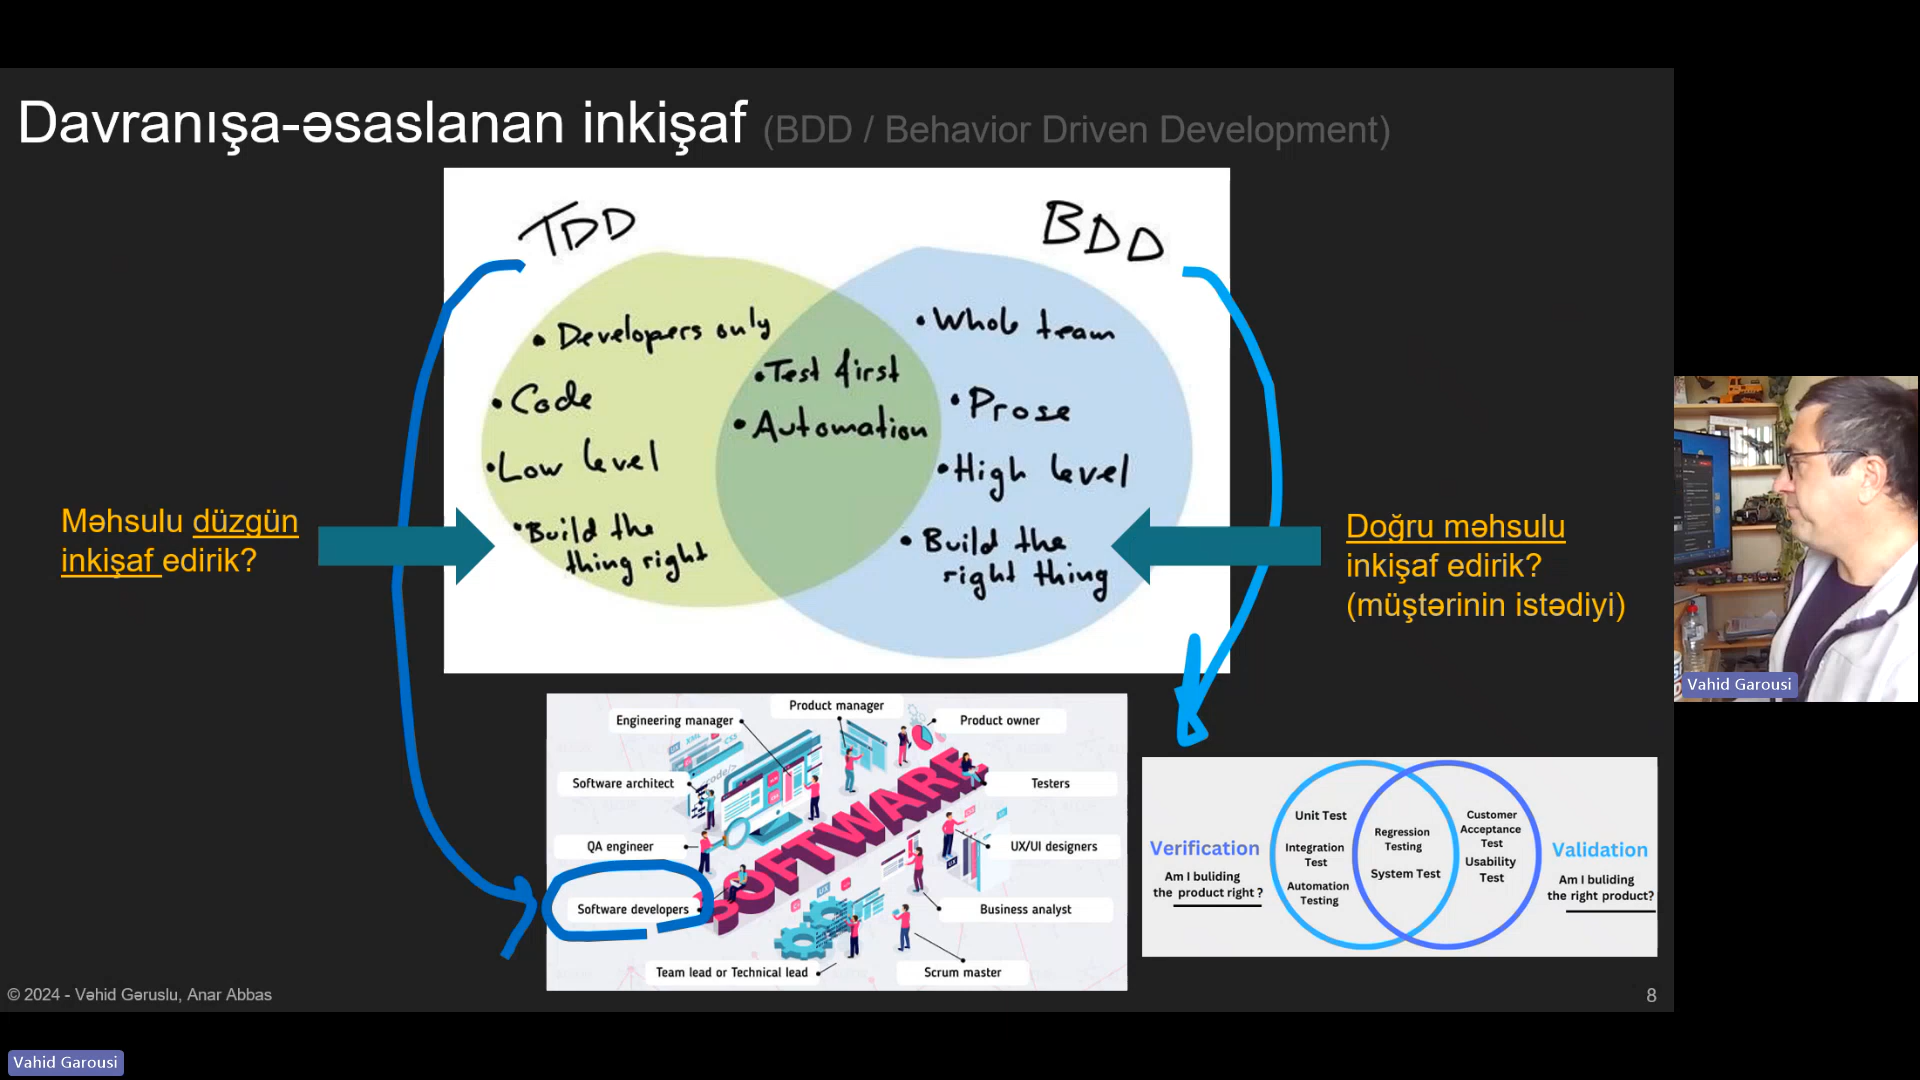 Davranışa-əsaslanan inkişaf (BDD / Behavior Driven Development)
TDD
BDD
• Developers only
• Code
• Low level
• Build the
thing right
• Test first
• Automation
• Whole team
• Prose
• High level
• Build the
right thing
Məhsulu düzgün
inkişaf edirik?
Doğru məhsulu
inkişaf edirik?
(müştərinin istədiyi)
Product manager
Engineering manager
Product owner
Software architect
Testers
QA engineer
UX/UI designers
Software developers
Business analyst
Team lead or Technical lead
Scrum master
SOFTWARE
Verification
Am I buliding
the product right ?
Unit Test
Integration
Test
Automation
Testing
Regression
Testing
System Test
Customer
Acceptance
Test
Usability
Test
Validation
Am I buliding
the right product?
© 2024 - Vəhid Gəruslu, Anar Abbas
8
Vahid Garousi
Vahid Garousi